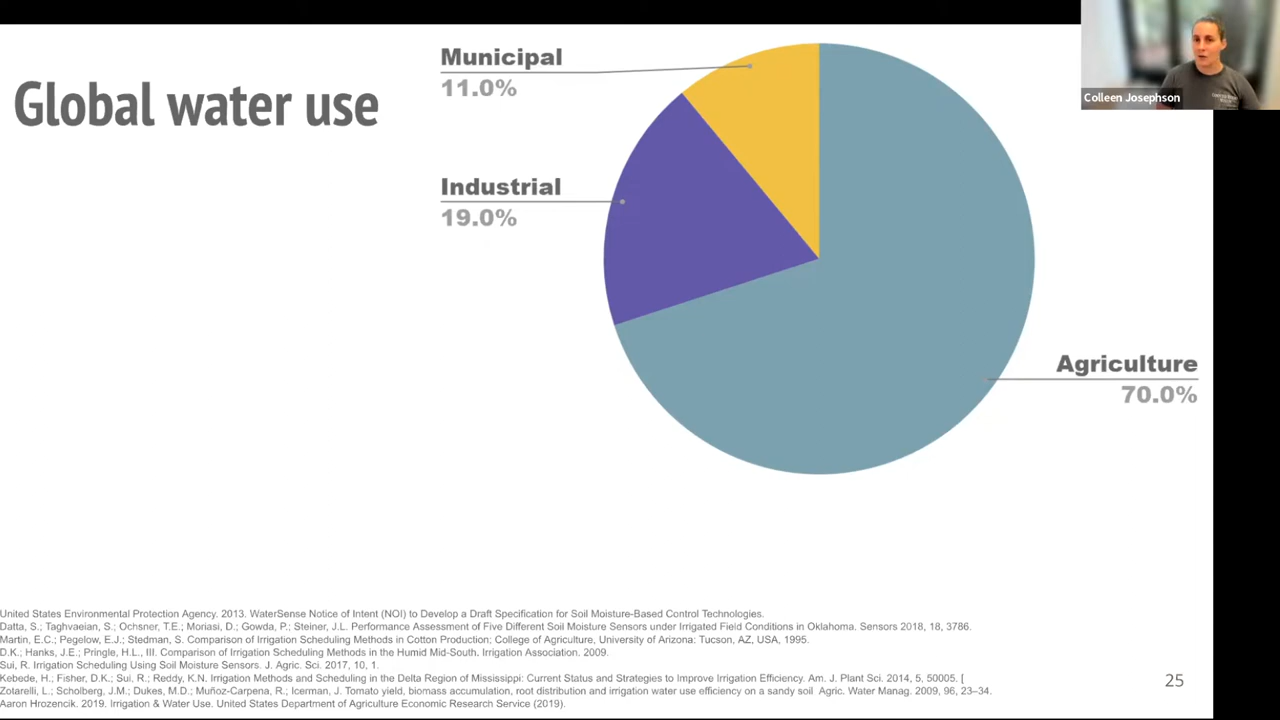 Global water use
Municipal
11.0%
Industrial
19.0%
Agriculture
70.0%
Colleen Josephson
United States Environmental Protection Agency. 2013. WaterSense Notice of Intent (NOI) to Develop a Draft Specification for Soil Moisture-Based Control Technologies.
Datta, S.; Taghvaeian, S.; Ochsner, T.E.; Moriasi, D.; Gowda, P.; Steiner, J.L. Performance Assessment of Five Different Soil Moisture Sensors under Irrigated Field Conditions in Oklahoma. Sensors 2018, 18, 3786.
Martin, E.C.; Pegelow, E.J.; Stedman, S. Comparison of Irrigation Scheduling Methods in Cotton Production; College of Agriculture, University of Arizona: Tucson, AZ, USA, 1995.
D.K.; Hanks, J.E.; Pringle, H.L., III. Comparison of Irrigation Scheduling Methods in the Humid Mid-South. Irrigation Association. 2009.
Sui, R. Irrigation Scheduling Using Soil Moisture Sensors. J. Agric. Sci. 2017, 10, 1.
Kebede, H.; Fisher, D.K.; Sui, R.; Reddy, K.N. Irrigation Methods and Scheduling in the Delta Region of Mississippi: Current Status and Strategies to Improve Irrigation Efficiency. Am. J. Plant Sci. 2014, 5, 50005. [
Zotarelli, L.; Scholberg, J.M.; Dukes, M.D.; Muñoz-Carpena, R.; Icerman, J. Tomato yield, biomass accumulation, root distribution and irrigation water use efficiency on a sandy soil Agric. Water Manag. 2009, 96, 23–34.
Aaron Hrozencik. 2019. Irrigation & Water Use. United States Department of Agriculture Economic Research Service (2019).
25